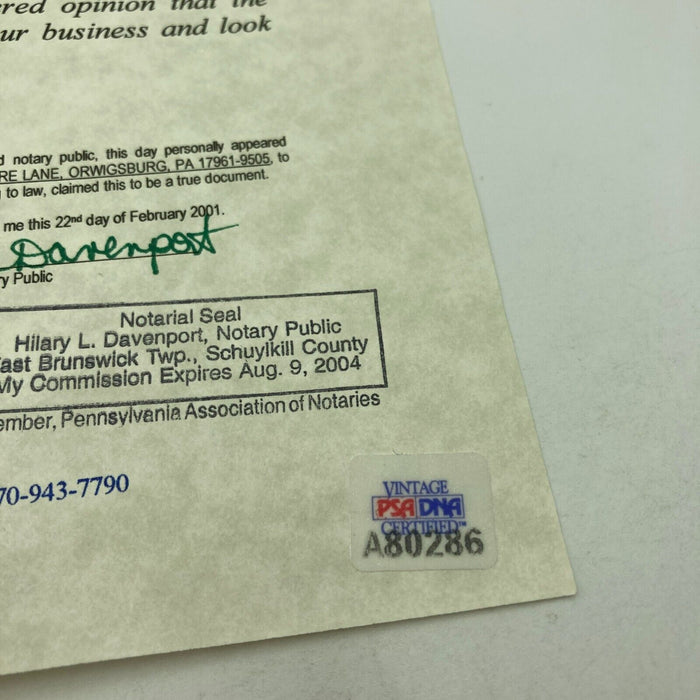 red opinion that the
ur business and look
d notary public, this day personally appeared
RE LANE, ORWIGSBURG, PA 17961-9505, to
to law, claimed this to be a true document.
me this 22nd day of February 2001.
Davenport
ry Public
Notarial Seal
Hilary L. Davenport, Notary Public
East Brunswick Twp., Schuylkill County
My Commission Expires Aug. 9, 2004
ember, Pennsylvania Association of Notaries
70-943-7790
VINTAGE
PSA DNA
CERTIFIED™
A80286